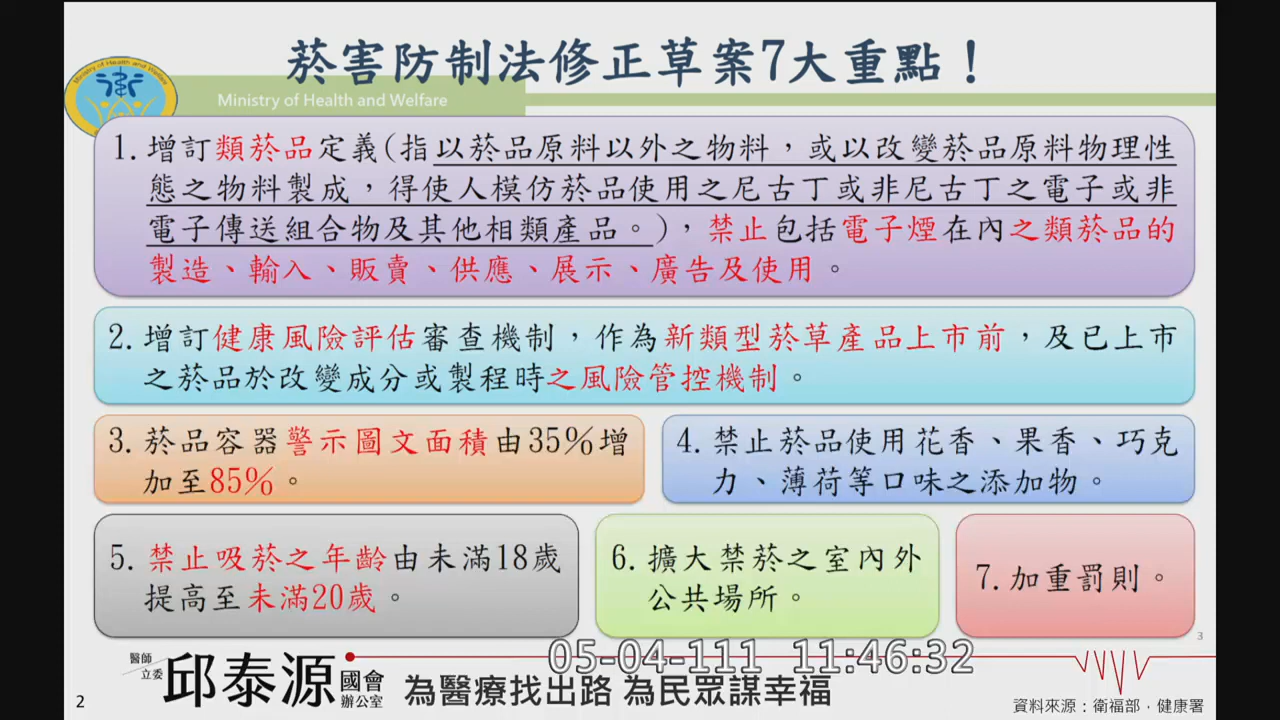 菸害防制法修正草案7大重點！
Ministry of Health and Welfare
Ministry of Health and Welfare
1. 增訂類菸品定義(指以菸品原料以外之物料，或以改變菸品原料物理性
態之物料製成，得使人模仿菸品使用之尼古丁或非尼古丁之電子或非
電子傳送組合物及其他相類產品。)，禁止包括電子煙在內之類菸品的
製造、輸入、販賣、供應、展示、廣告及使用。
2. 增訂健康風險評估審查機制，作為新類型菸草產品上市前，及已上市
之菸品於改變成分或製程時之風險管控機制。
3. 菸品容器警示圖文面積由35%增
加至85%。
4. 禁止菸品使用花香、果香、巧克
力、薄荷等口味之添加物。
5. 禁止吸菸之年齡由未滿18歲
提高至未滿20歲。
6. 擴大禁菸之室內外
公共場所。
7. 加重罰則。
3
05-04-111 11:46:32
醫師
立委
邱泰源
國會
辦公室
為醫療找出路 為民眾謀幸福
2
資料來源：衛福部，健康署